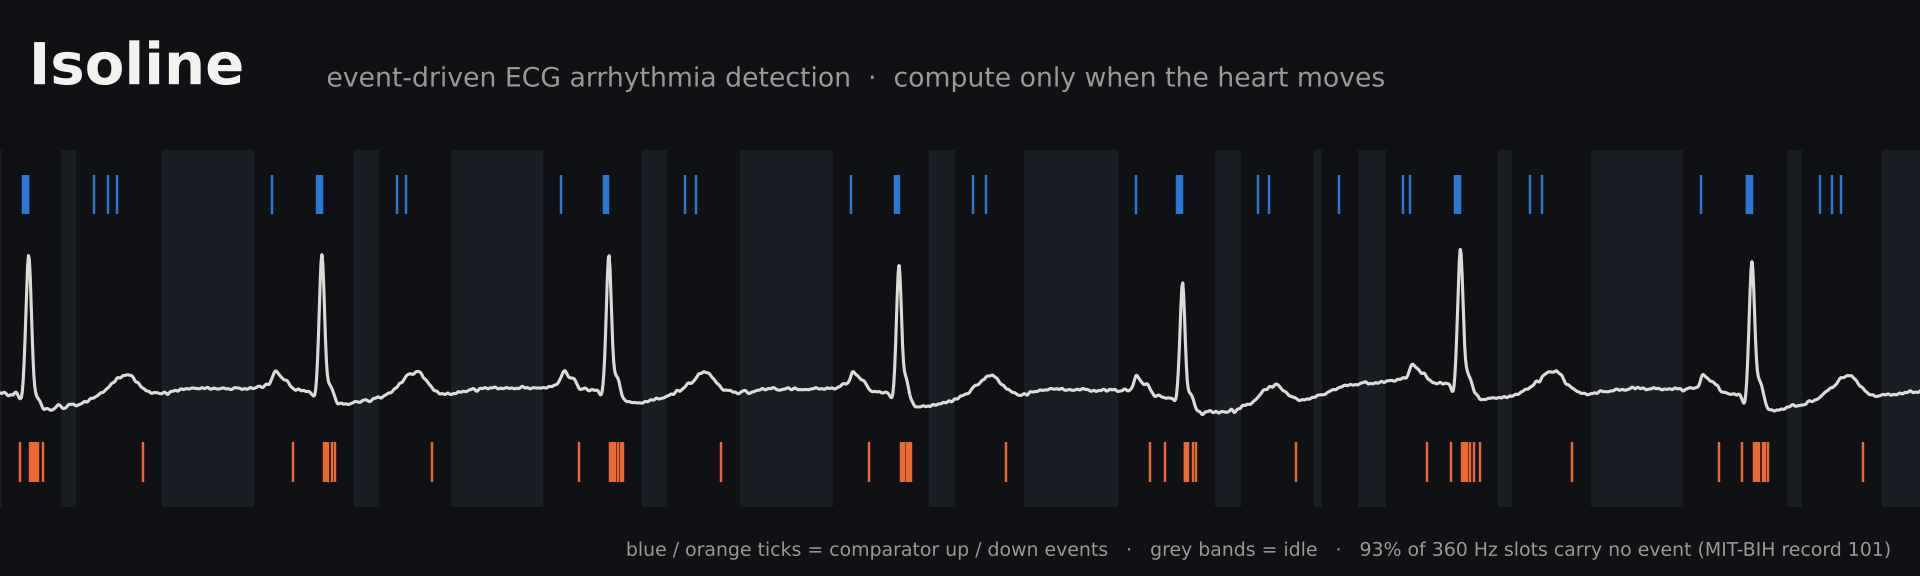 Isoline
event-driven ECG arrhythmia detection · compute only when the heart moves
blue / orange ticks = comparator up / down events · grey bands = idle · 93% of 360 Hz slots carry no event (MIT-BIH record 101)